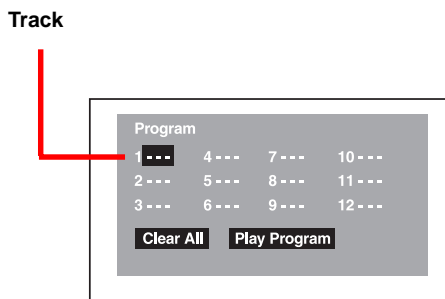 Track
Program
1 --- 4 --- 7 --- 10 ---
2 --- 5 --- 8 --- 11 ---
3 --- 6 --- 9 --- 12 ---
Clear All Play Program